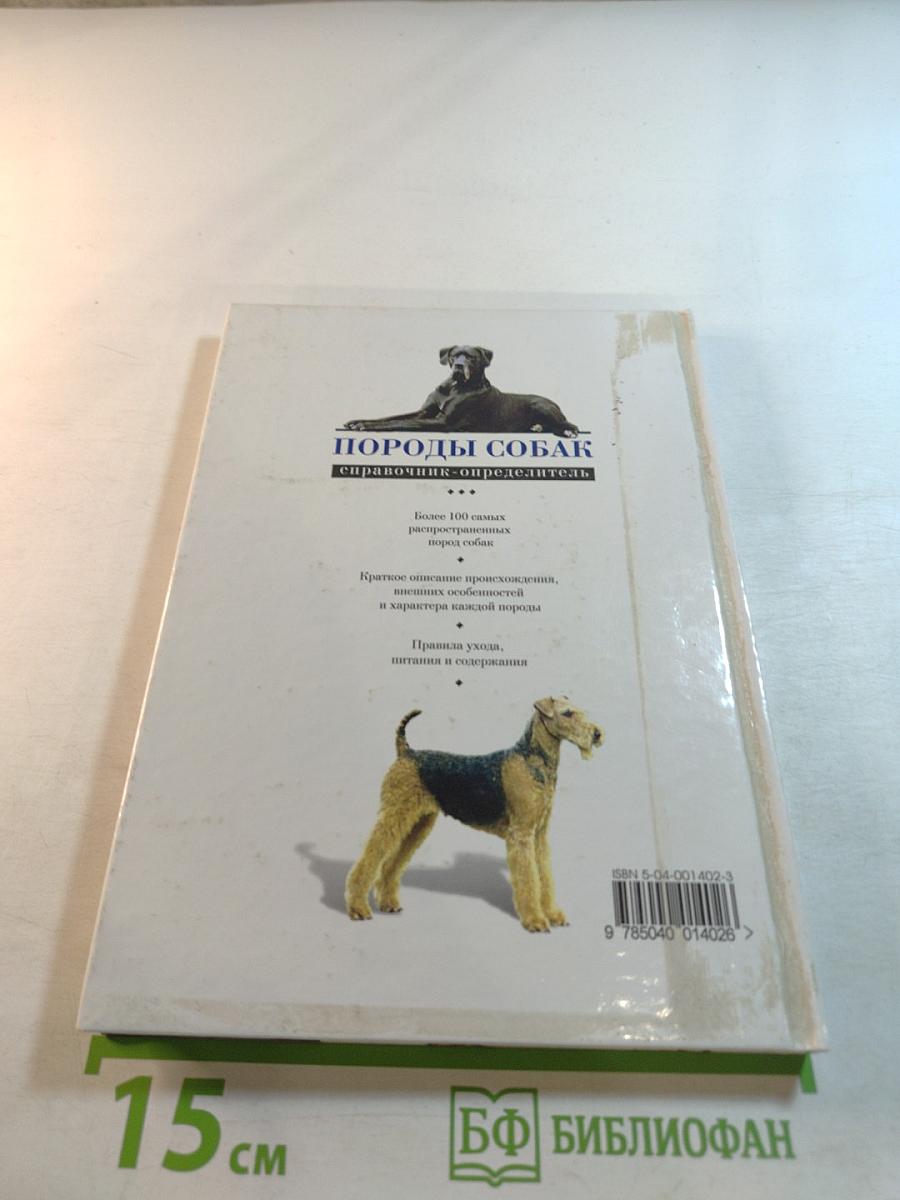 ПОРОДЫ СОБАК
справочник-определитель
Более 100 самых
распространенных
пород собак
Краткое описание происхождения,
внешних особенностей
и характера каждой породы
Правила ухода,
питания и содержания
ISBN 5-04-001402-3
9 785040 014026 >
15 см
БФ БИБЛИОФАН